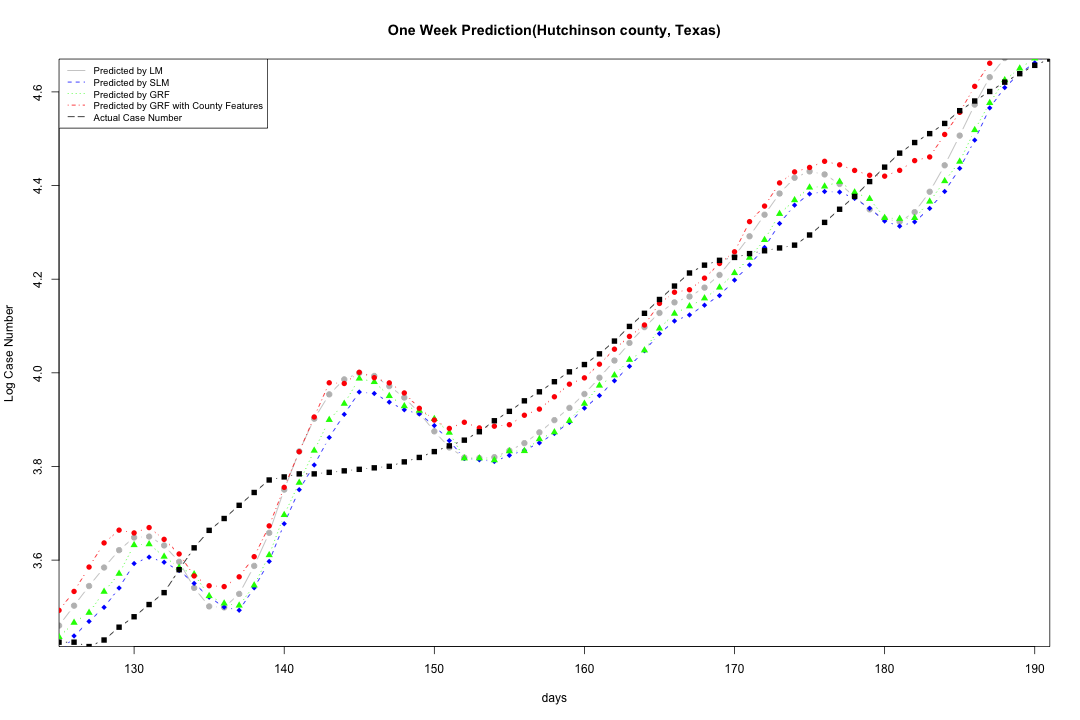 One Week Prediction(Hutchinson county, Texas)
Predicted by LM
Predicted by SLM
Predicted by GRF
Predicted by GRF with County Features
Actual Case Number
4.6
4.4
4.2
4.0
3.8
3.6
Log Case Number
130 140 150 160 170 180 190
days